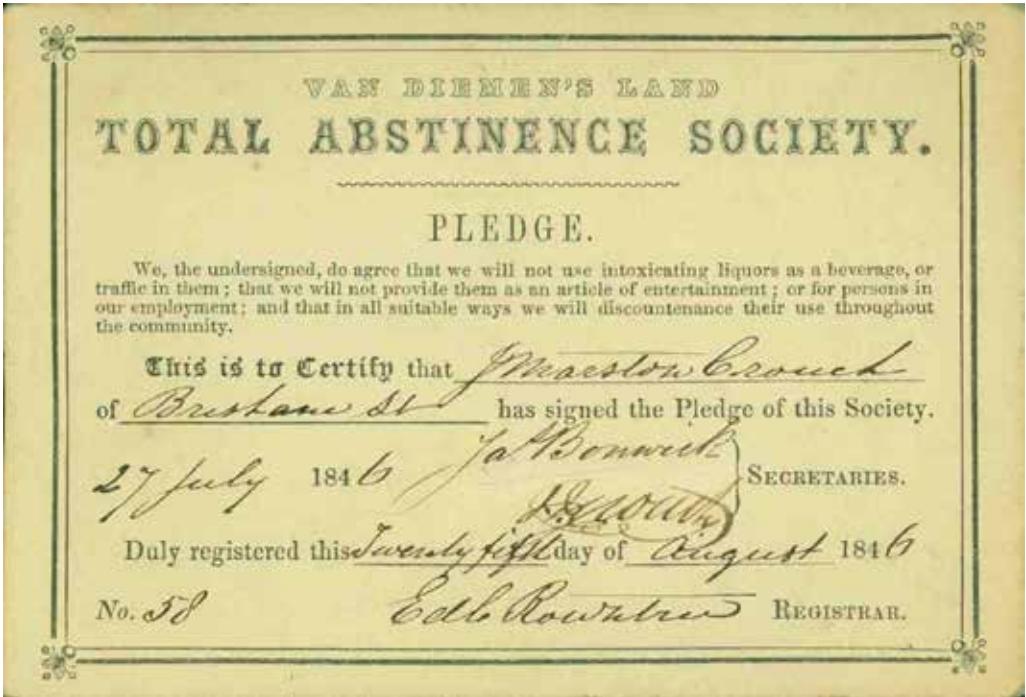 VAN DIEMEN'S LAND
TOTAL ABSTINENCE SOCIETY.
PLEDGE.
We, the undersigned, do agree that we will not use intoxicating liquors as a beverage, or
traffic in them; that we will not provide them as an article of entertainment; or for persons in
our employment; and that in all suitable ways we will discountenance their use throughout
the community.
This is to Certify that J Marston Crouch
of Brisbane St has signed the Pledge of this Society.
27 July 1846 Jas Bonwick
SECRETARIES.
Duly registered this Twenty fifth day of August 1846
No. 58 REGISTRAR.